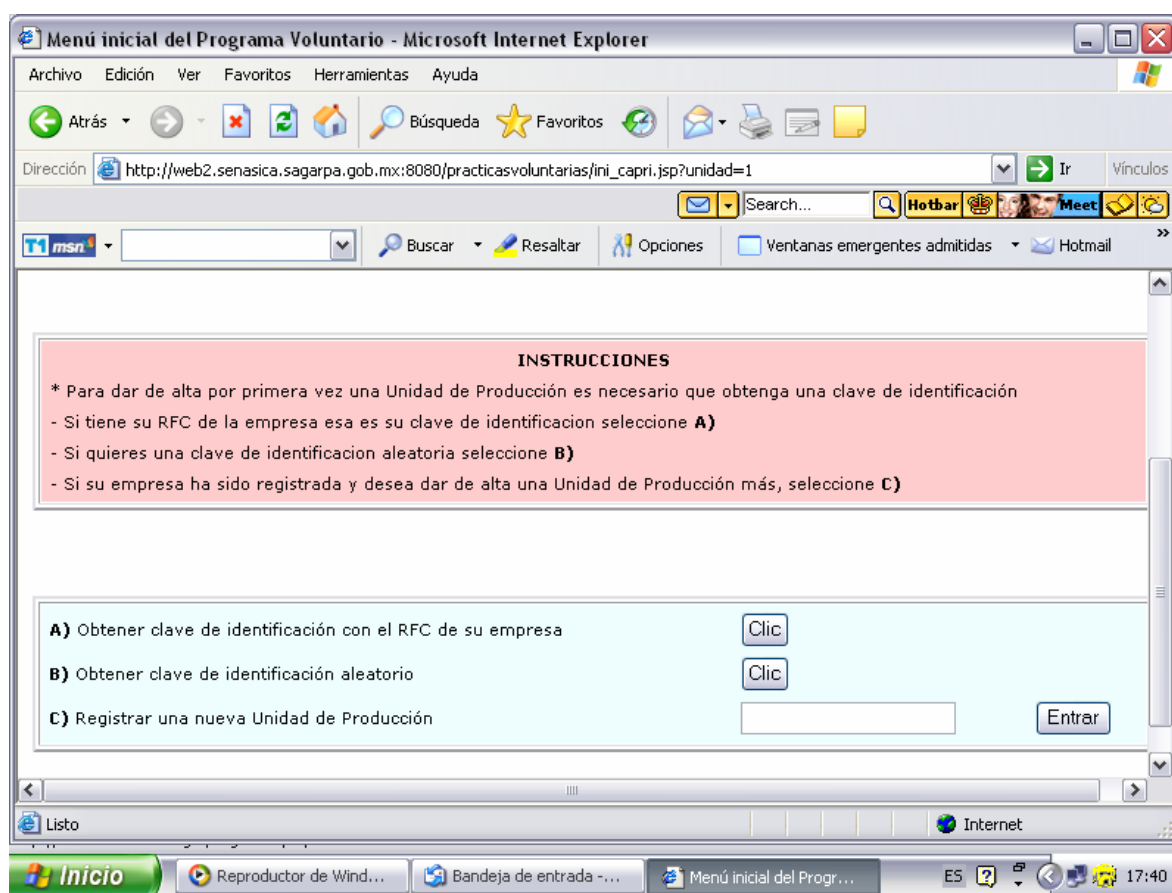 Menú inicial del Programa Voluntario - Microsoft Internet Explorer
Archivo Edición Ver Favoritos Herramientas Ayuda
Atrás Búsqueda Favoritos
Dirección http://web2.senasica.sagarpa.gob.mx:8080/practicasvoluntarias/ini_capri.jsp?unidad=1 Ir Vínculos
Search... Hotbar Meet
T1 msn Buscar Resaltar Opciones Ventanas emergentes admitidas Hotmail »
INSTRUCCIONES
* Para dar de alta por primera vez una Unidad de Producción es necesario que obtenga una clave de identificación
- Si tiene su RFC de la empresa esa es su clave de identificacion seleccione A)
- Si quieres una clave de identificacion aleatoria seleccione B)
- Si su empresa ha sido registrada y desea dar de alta una Unidad de Producción más, seleccione C)
A) Obtener clave de identificación con el RFC de su empresa Clic
B) Obtener clave de identificación aleatorio Clic
C) Registrar una nueva Unidad de Producción Entrar
Listo Internet
Inicio Reproductor de Wind... Bandeja de entrada -... Menú inicial del Progr... ES 17:40